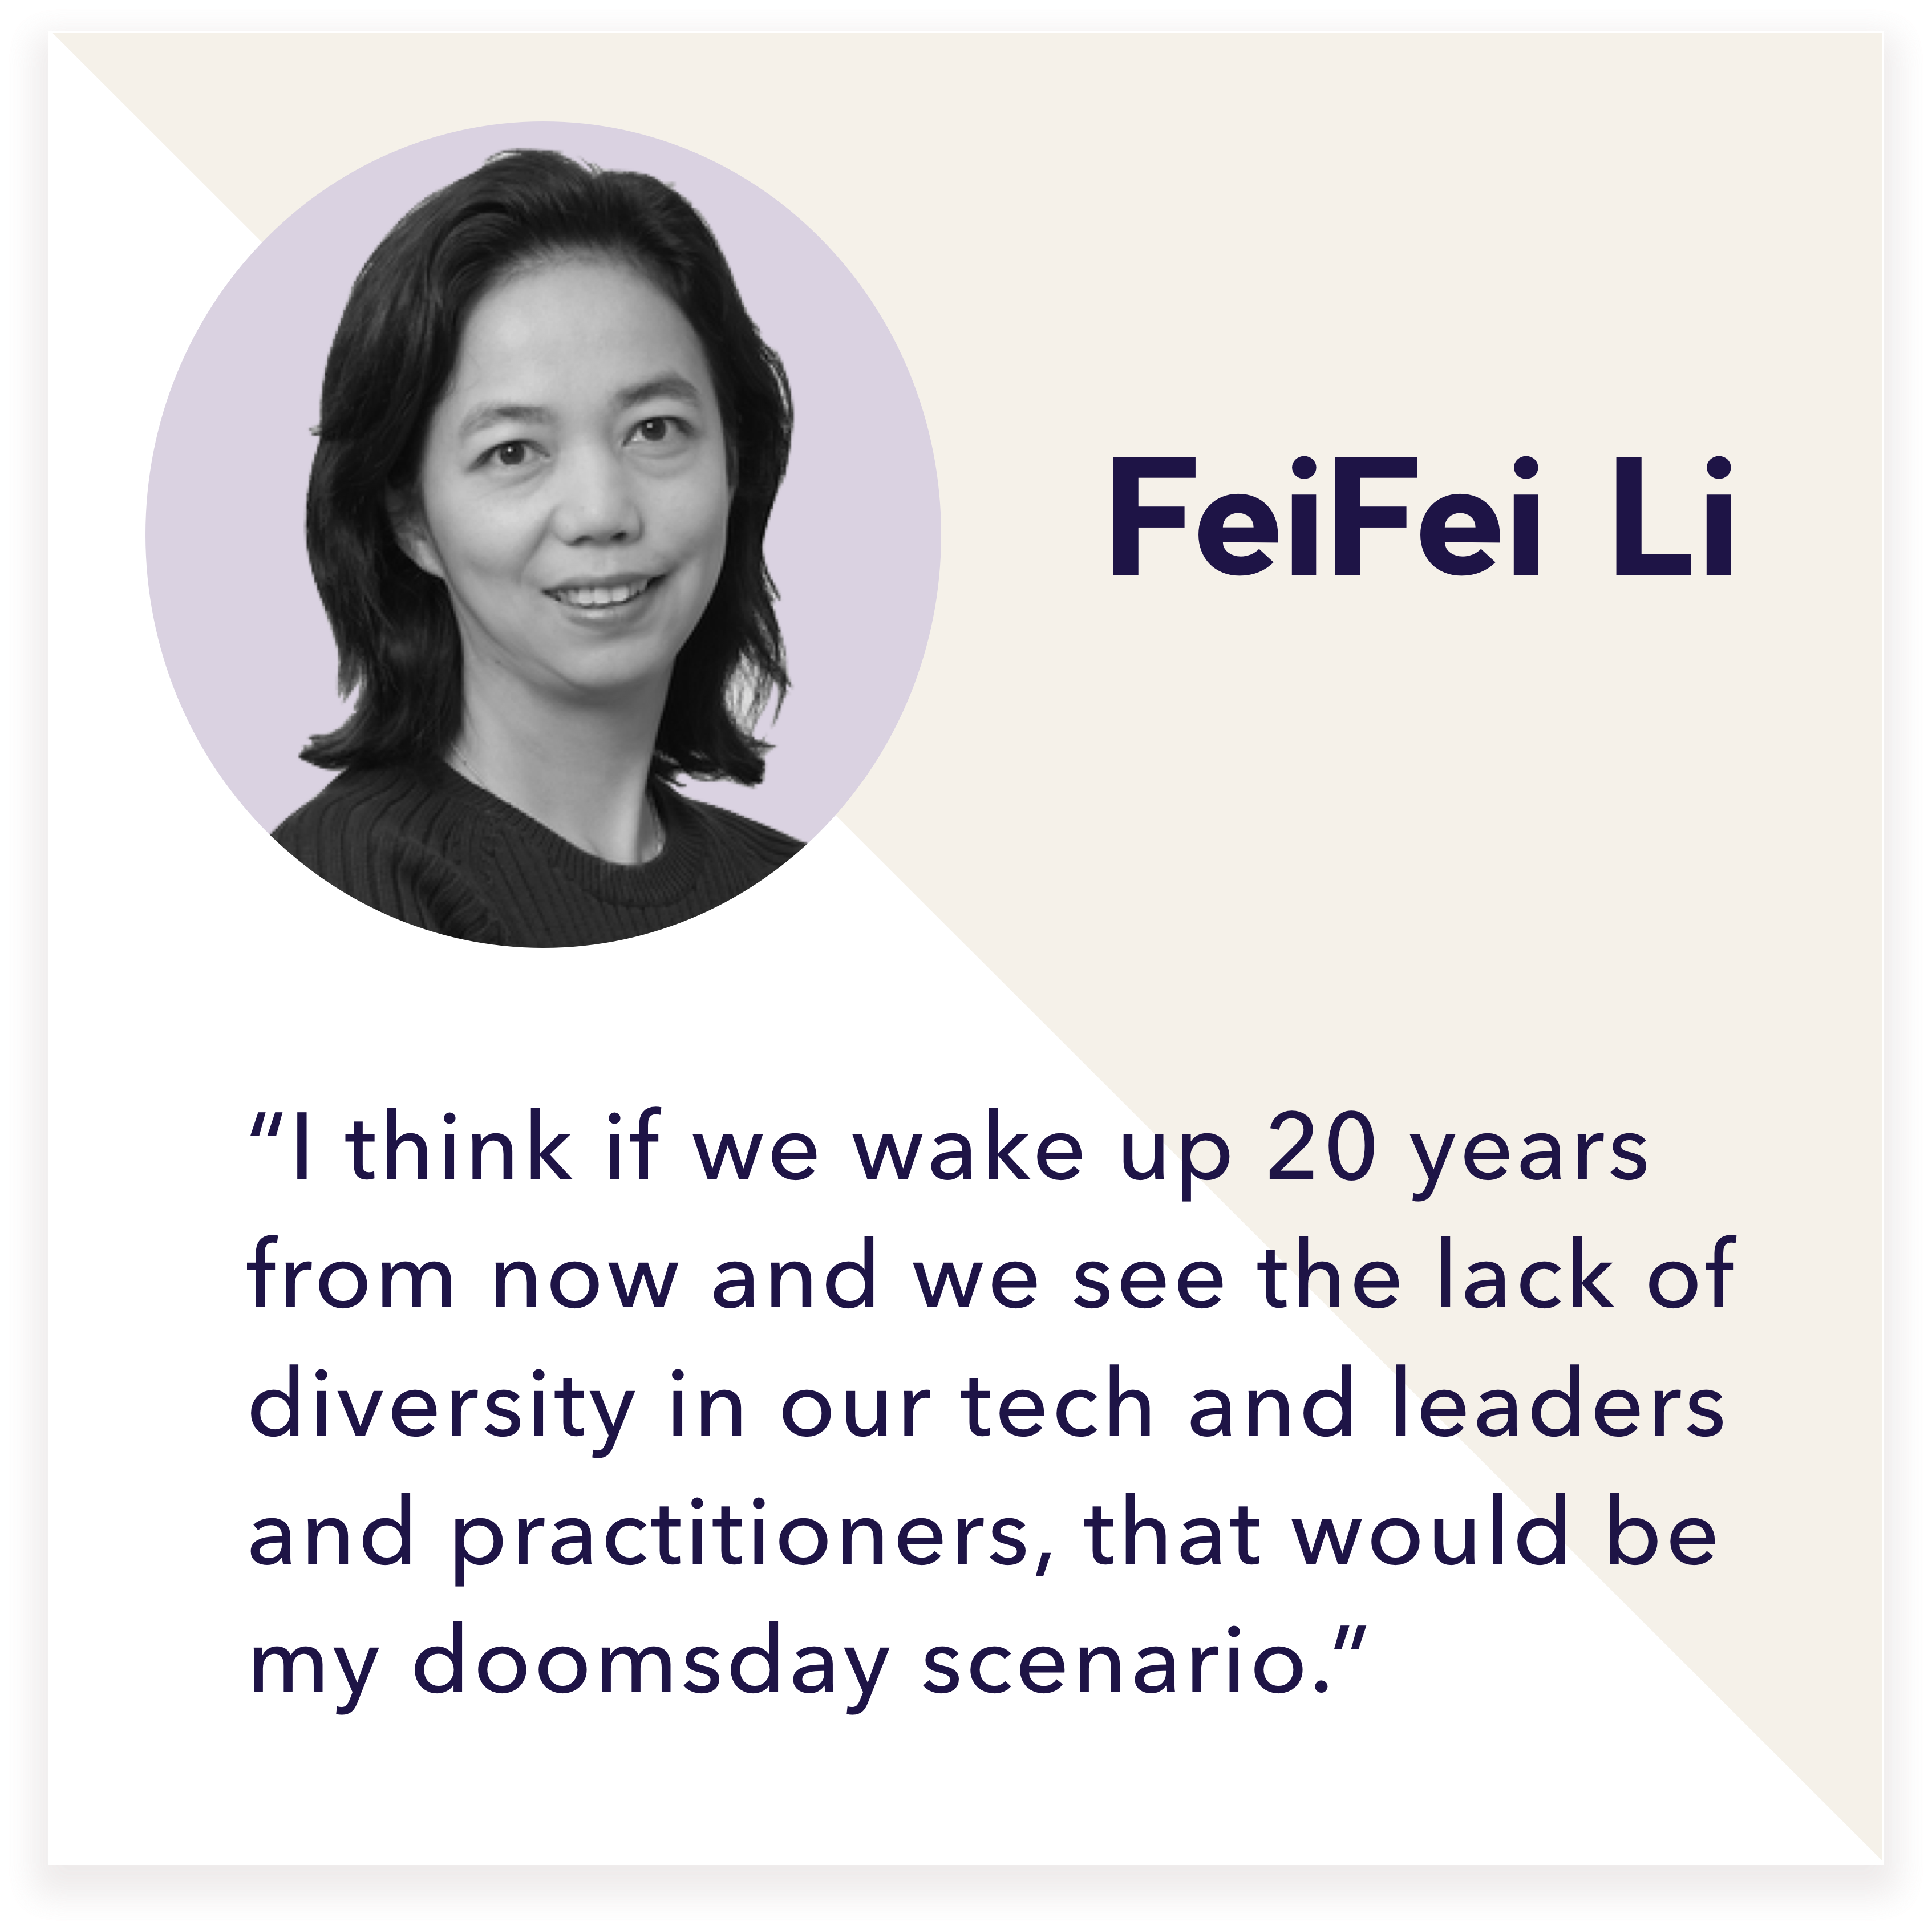 FeiFei Li
“I think if we wake up 20 years
from now and we see the lack of
diversity in our tech and leaders
and practitioners, that would be
my doomsday scenario.”